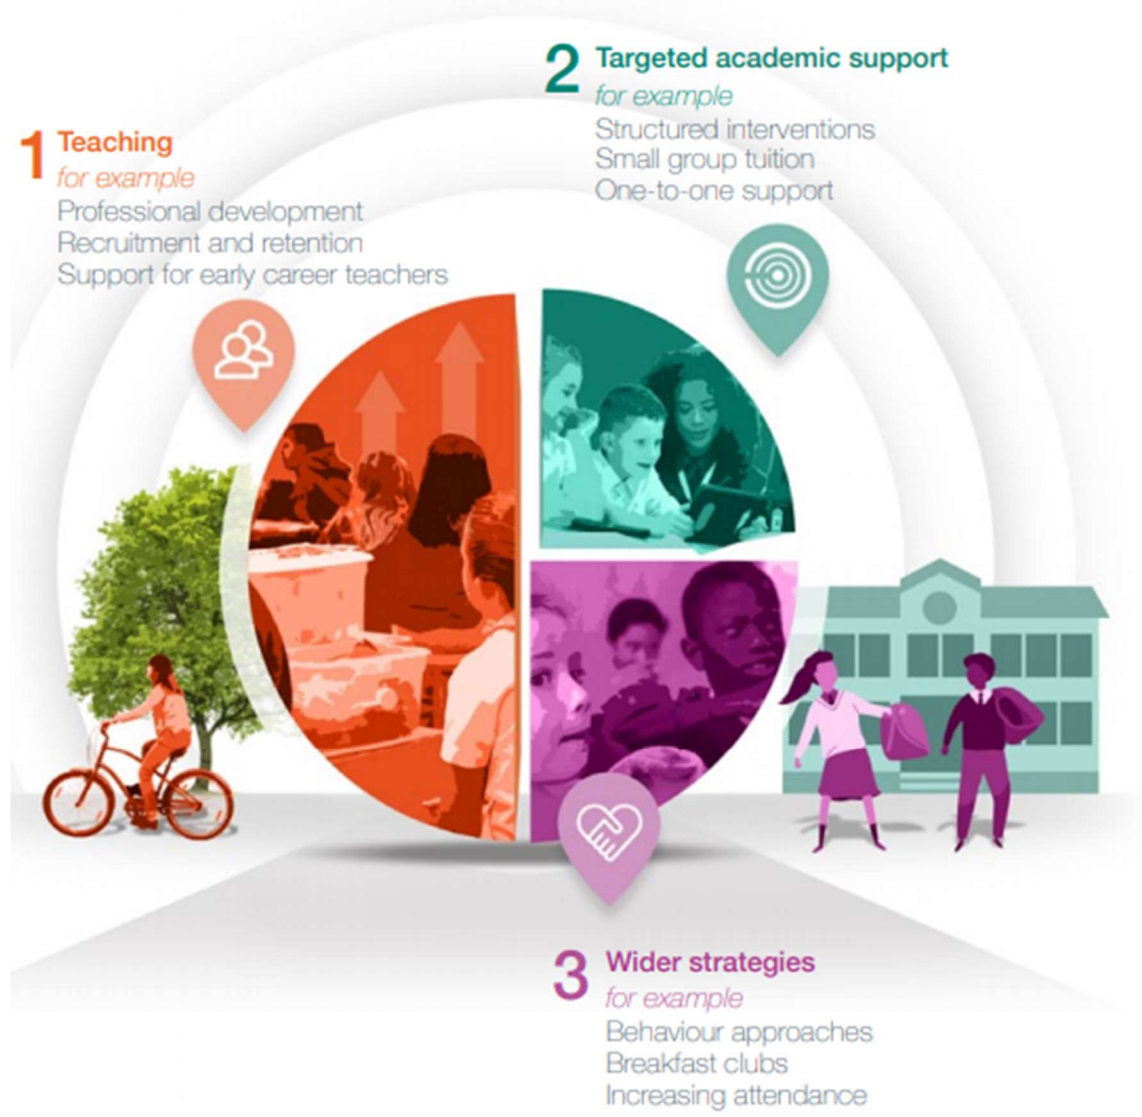 1 Teaching
for example
Professional development
Recruitment and retention
Support for early career teachers
2 Targeted academic support
for example
Structured interventions
Small group tuition
One-to-one support
3 Wider strategies
for example
Behaviour approaches
Breakfast clubs
Increasing attendance